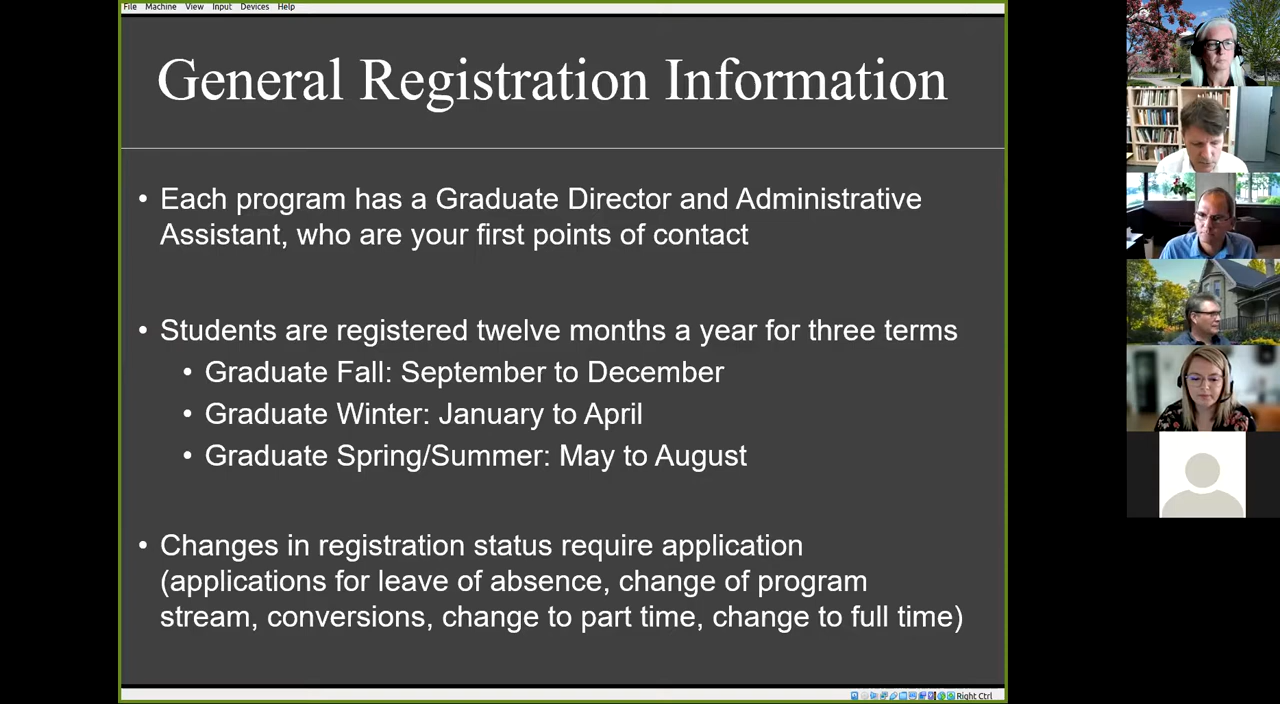 File Machine View Input Devices Help
General Registration Information
• Each program has a Graduate Director and Administrative
Assistant, who are your first points of contact
• Students are registered twelve months a year for three terms
• Graduate Fall: September to December
• Graduate Winter: January to April
• Graduate Spring/Summer: May to August
• Changes in registration status require application
(applications for leave of absence, change of program
stream, conversions, change to part time, change to full time)
Right Ctrl